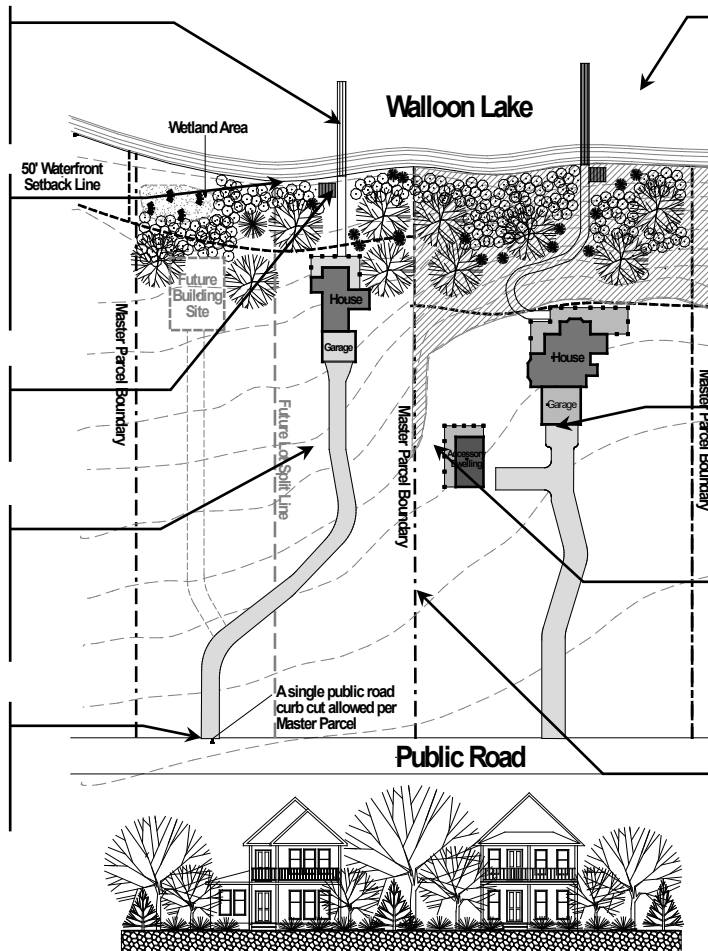 Walloon Lake
Wetland Area
50' Waterfront
Setback Line
Future
Building
Site
House
Garage
House
Garage
Master Parcel Boundary
Future Lot Split Line
Master Parcel Boundary
Master Parcel Boundary
Accessory
Dwelling
A single public road
curb cut allowed per
Master Parcel
Public Road